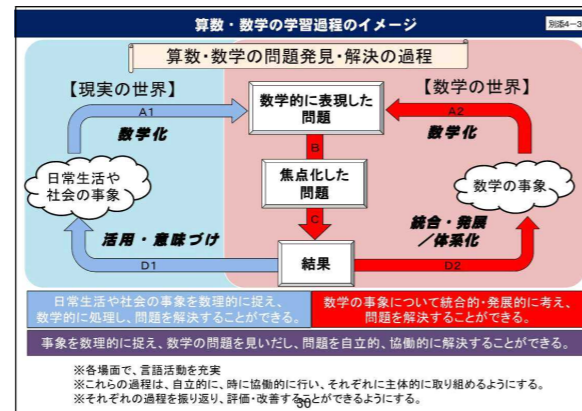 算数・数学の学習過程のイメージ
別添4-3
算数・数学の問題発見・解決の過程
【現実の世界】
【数学の世界】
A1
数学的に表現した
問題
A2
数学化
数学化
B
日常生活や
社会の事象
焦点化した
問題
数学の事象
C
活用・意味づけ
統合・発展
/体系化
D1
結果
D2
日常生活や社会の事象を数理的に捉え、
数学的に処理し、問題を解決することができる。
数学の事象について統合的・発展的に考え、
問題を解決することができる。
事象を数理的に捉え、数学の問題を見いだし、問題を自立的、協働的に解決することができる。
※各場面で、言語活動を充実
※これらの過程は、自立的に、時に協働的に行い、それぞれに主体的に取り組めるようにする。
※それぞれの過程を振り返り、評価・改善することができるようにする。
30